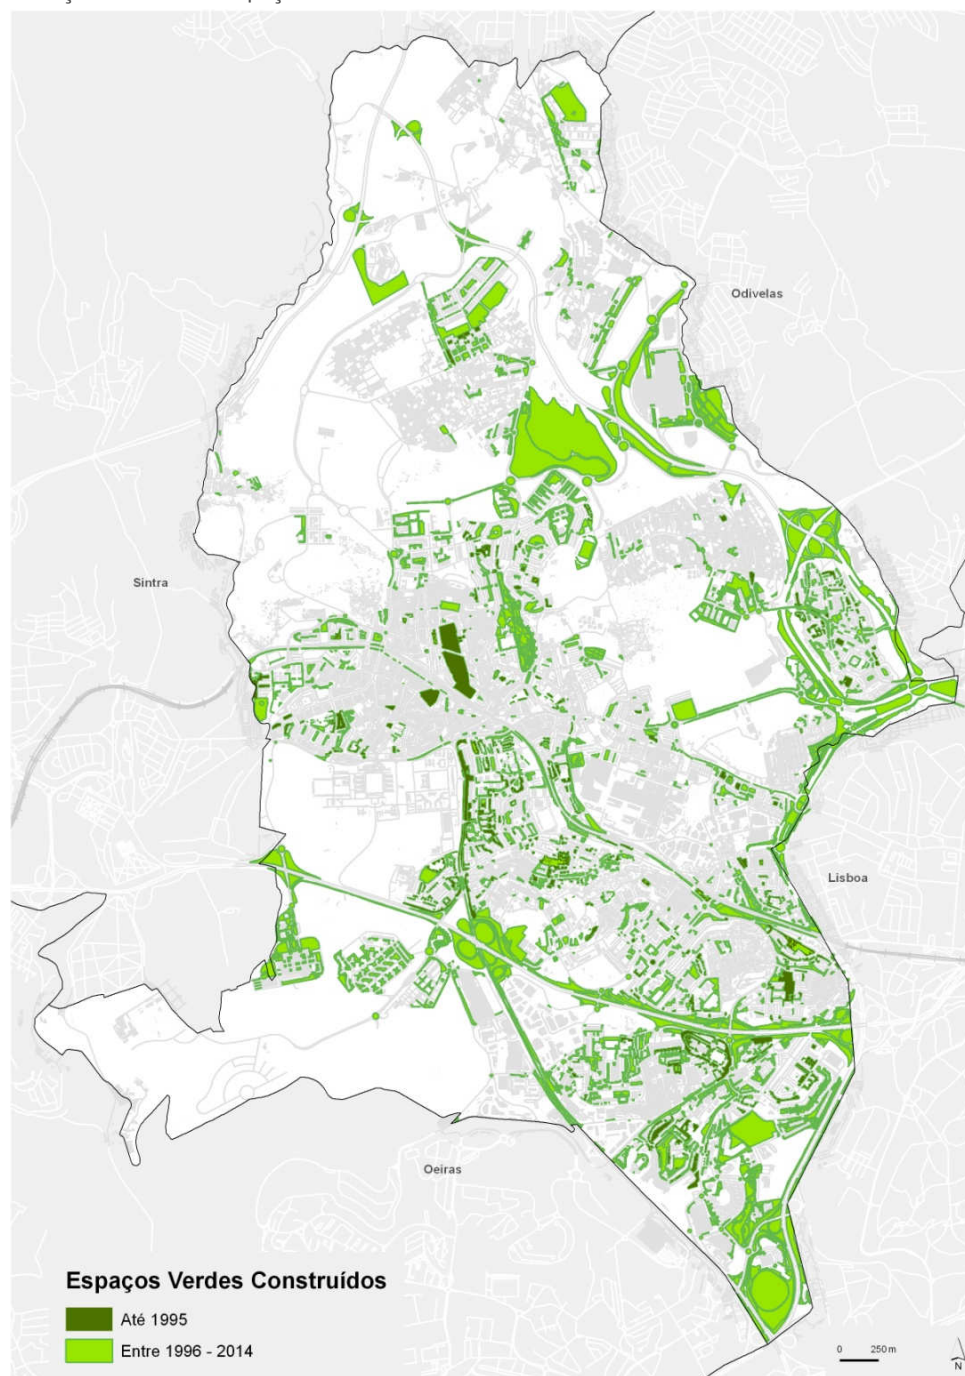 Odivelas
Sintra
Lisboa
Oeiras
Espaços Verdes Construídos
Até 1995
Entre 1996 - 2014
0 250 m
N